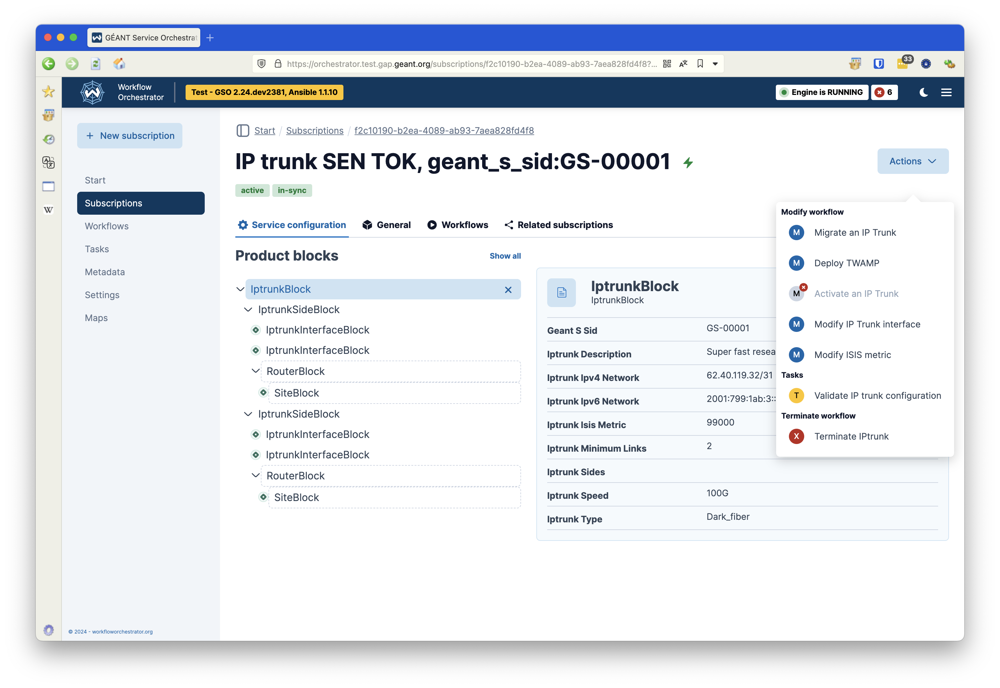 GÉANT Service Orchestrat
https://orchestrator.test.gap.geant.org/subscriptions/f2c10190-b2ea-4089-ab93-7aea828fd4f8?...
33
Workflow
Orchestrator
Test - GSO 2.24.dev2381, Ansible 1.1.10
Engine is RUNNING
6
W
New subscription
Start
Subscriptions
Workflows
Tasks
Metadata
Settings
Maps
© 2024 - workfloworchestrator.org
Start / Subscriptions / f2c10190-b2ea-4089-ab93-7aea828fd4f8
IP trunk SEN TOK, geant_s_sid:GS-00001
active in-sync
Actions
Service configuration
General
Workflows
Related subscriptions
Product blocks
Show all
IptrunkBlock
IptrunkSideBlock
IptrunkInterfaceBlock
IptrunkInterfaceBlock
RouterBlock
SiteBlock
IptrunkSideBlock
IptrunkInterfaceBlock
IptrunkInterfaceBlock
RouterBlock
SiteBlock
IptrunkBlock
IptrunkBlock
Geant S Sid GS-00001
Iptrunk Description Super fast resea
Iptrunk Ipv4 Network 62.40.119.32/31
Iptrunk Ipv6 Network 2001:799:1ab:3::
Iptrunk Isis Metric 99000
Iptrunk Minimum Links 2
Iptrunk Sides
Iptrunk Speed 100G
Iptrunk Type Dark_fiber
Modify workflow
M Migrate an IP Trunk
M Deploy TWAMP
M Activate an IP Trunk
M Modify IP Trunk interface
M Modify ISIS metric
Tasks
T Validate IP trunk configuration
Terminate workflow
X Terminate IPtrunk